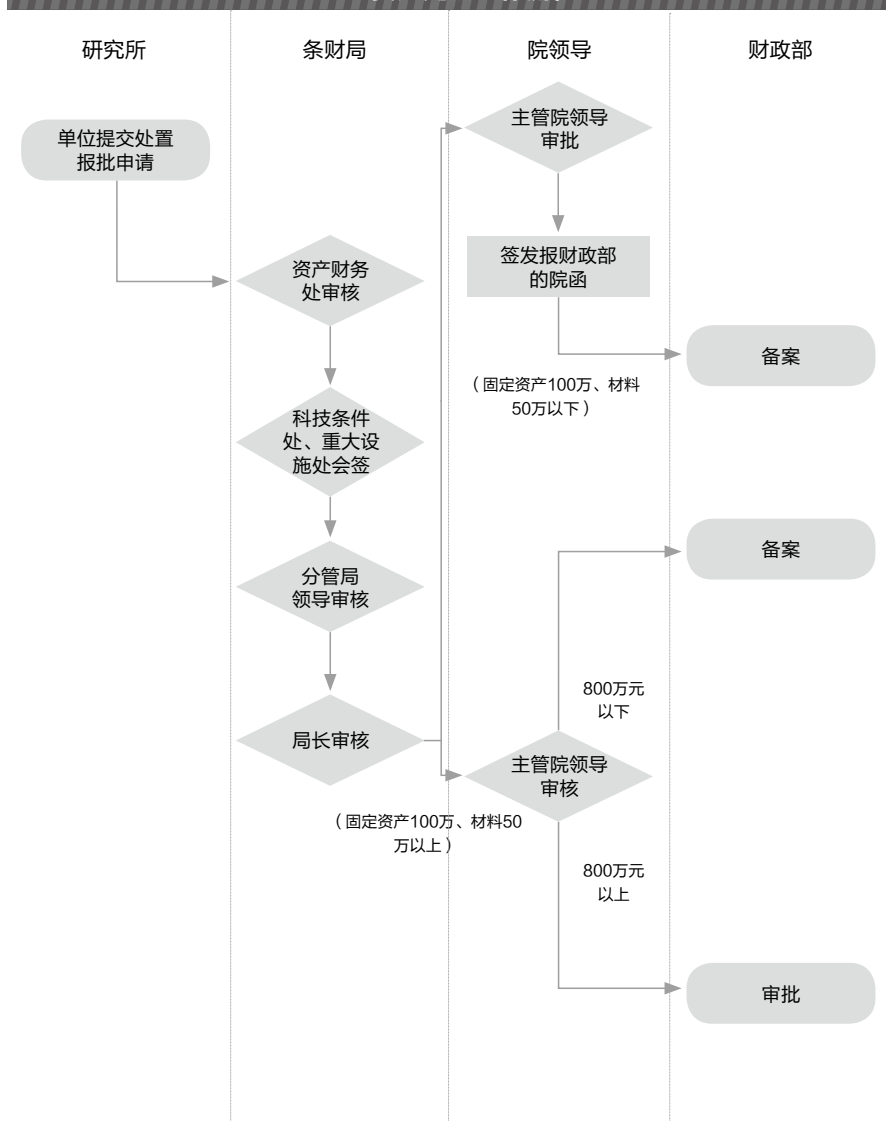 研究所
条财局
院领导
财政部
单位提交处置
报批申请
主管院领导
审批
资产财务
处审核
签发报财政部
的院函
备案
（固定资产100万、材料
50万以下）
科技条件
处、重大设
施处会签
备案
分管局
领导审核
800万元
以下
局长审核
主管院领导
审核
（固定资产100万、材料50
万以上）
800万元
以上
审批